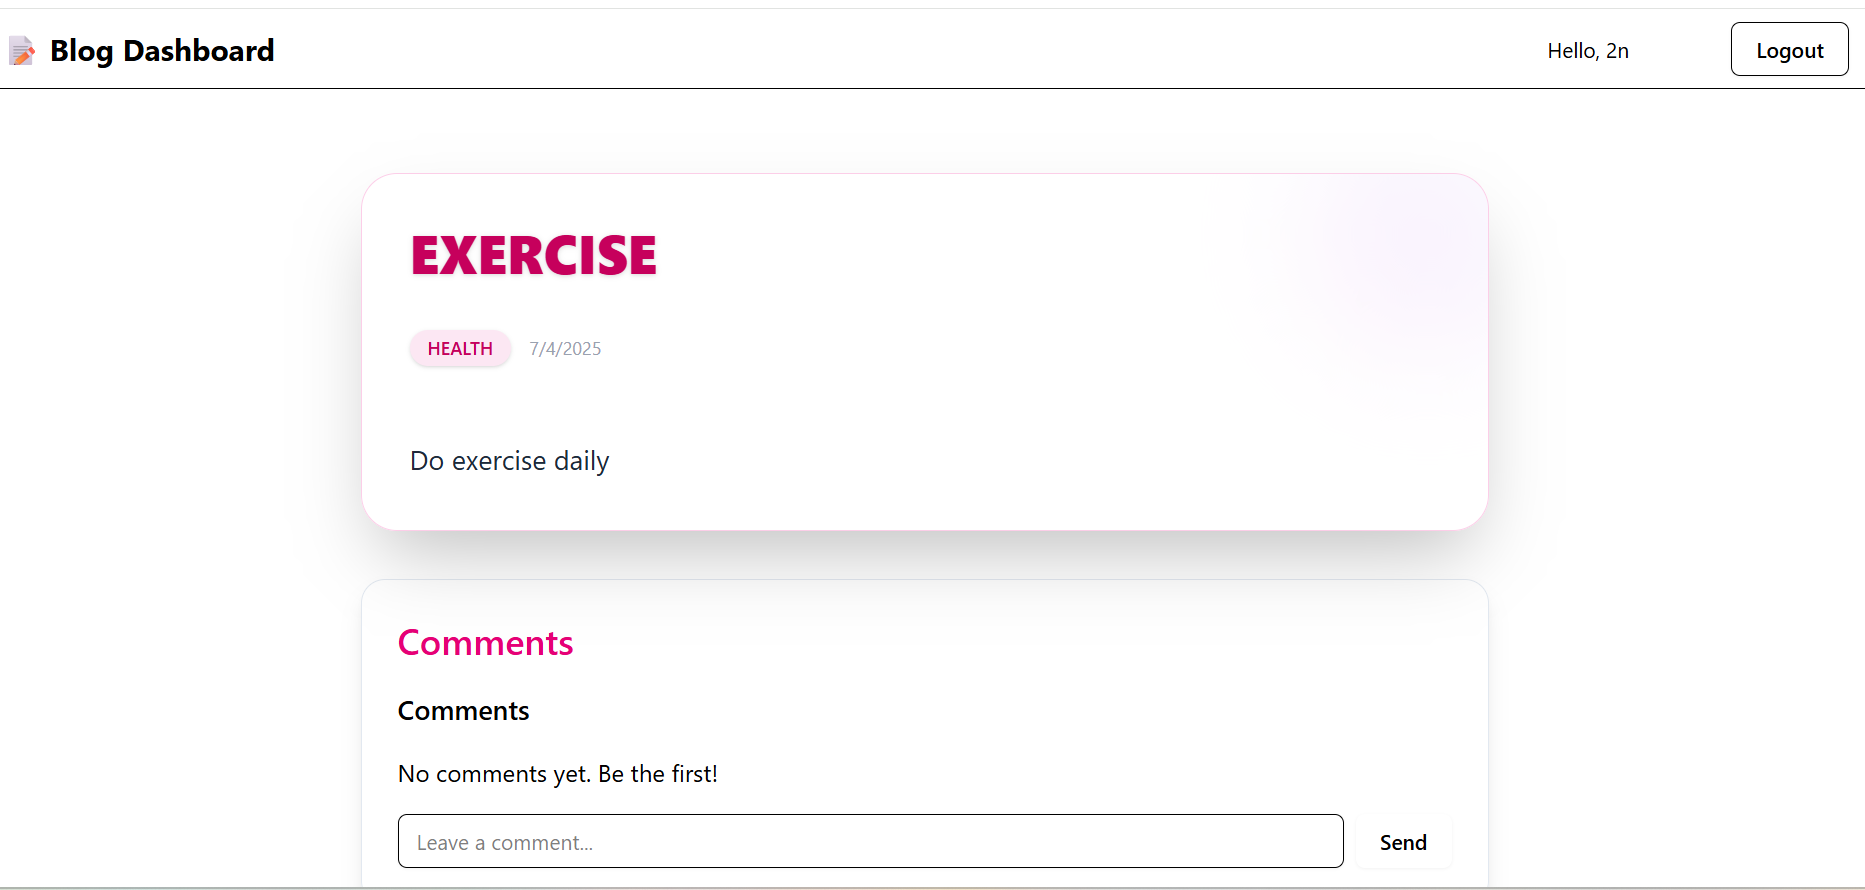 Blog Dashboard
Hello, 2n
Logout
EXERCISE
HEALTH 7/4/2025
Do exercise daily
Comments
Comments
No comments yet. Be the first!
Leave a comment...
Send